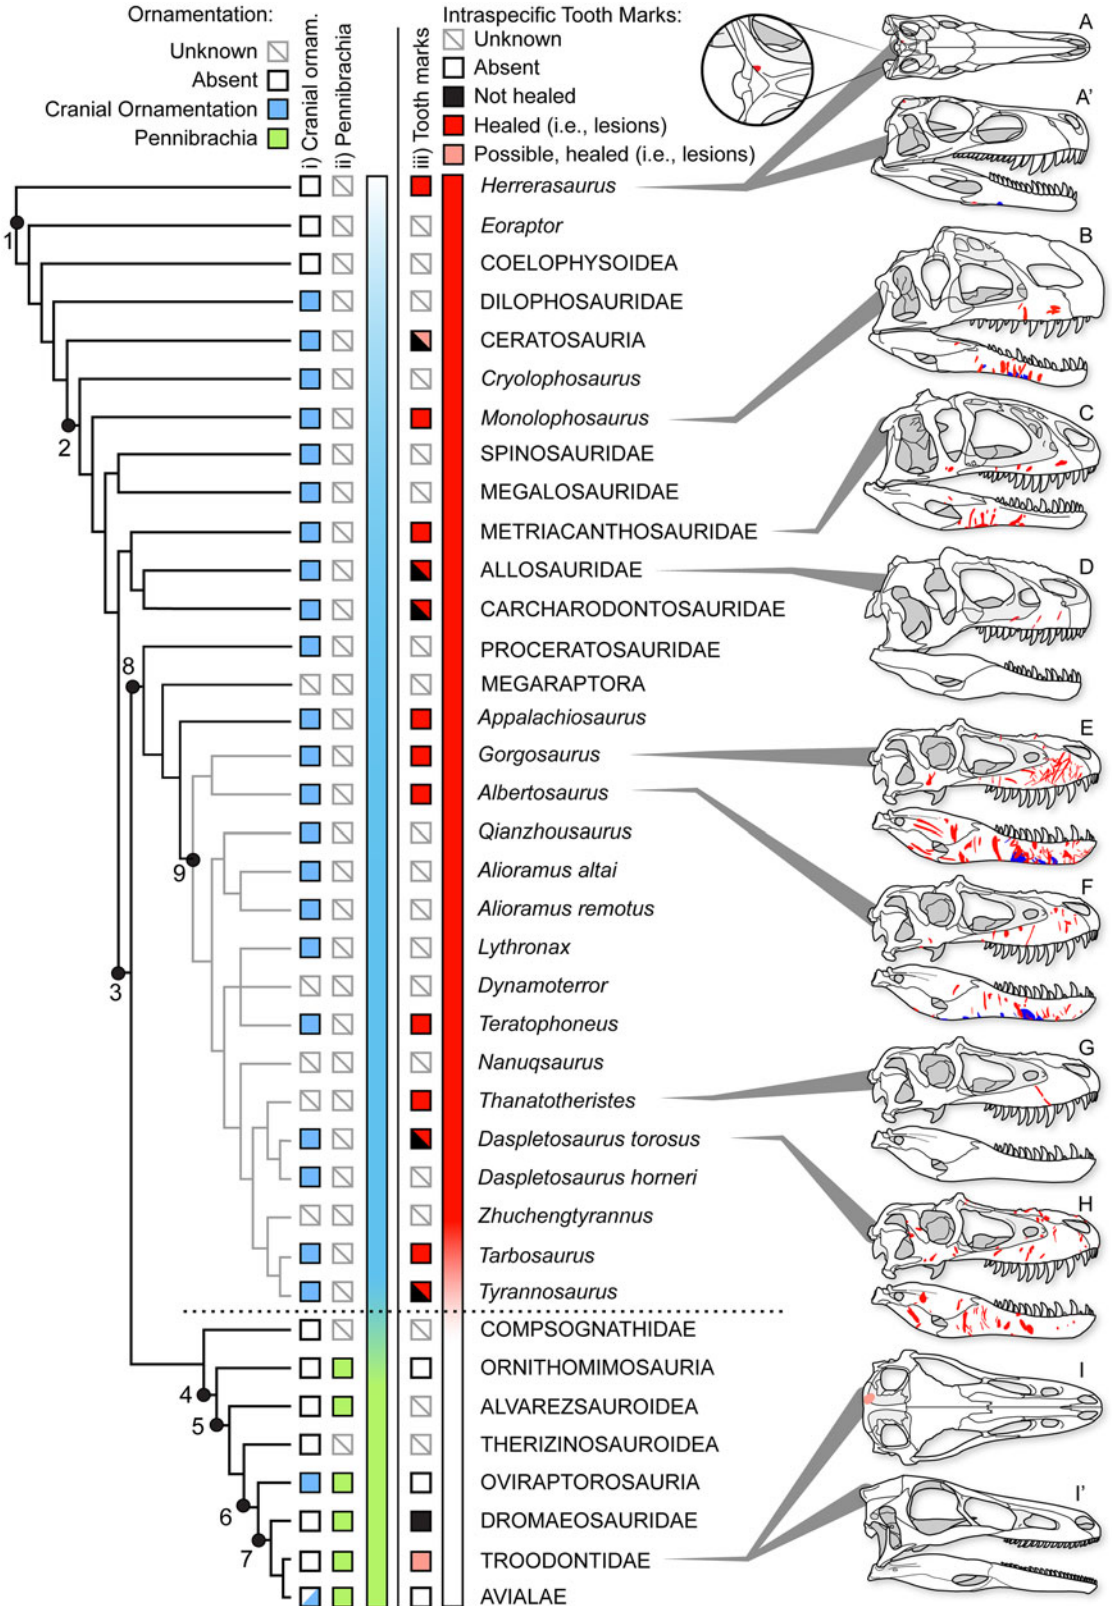 Ornamentation:
Unknown
Absent
Cranial Ornamentation
Pennibrachia
i) Cranial ornam.
ii) Pennibrachia
iii) Tooth marks
Intraspecific Tooth Marks:
Unknown
Absent
Not healed
Healed (i.e., lesions)
Possible, healed (i.e., lesions)
A
A'
Herrerasaurus
1
Eoraptor
B
COELOPHYSOIDEA
DILOPHOSAURIDAE
CERATOSAURIA
Cryolophosaurus
2
Monolophosaurus
C
SPINOSAURIDAE
MEGALOSAURIDAE
METRIACANTHOSAURIDAE
ALLOSAURIDAE
D
CARCHARODONTOSAURIDAE
PROCERATOSAURIDAE
8
MEGARAPTORA
Appalachiosaurus
E
Gorgosaurus
Albertosaurus
Qianzhousaurus
9
Alioramus altai
F
Alioramus remotus
Lythronax
3
Dynamoterror
Teratophoneus
G
Nanuqsaurus
Thanatotheristes
Daspletosaurus torosus
Daspletosaurus horneri
H
Zhuchengtyrannus
Tarbosaurus
Tyrannosaurus
COMPSOGNATHIDAE
ORNITHOMIMOSAURIA
I
4
ALVAREZSAUROIDEA
5
THERIZINOSAUROIDEA
OVIRAPTOROSAURIA
I'
6
DROMAEOSAURIDAE
7
TROODONTIDAE
AVIALAE